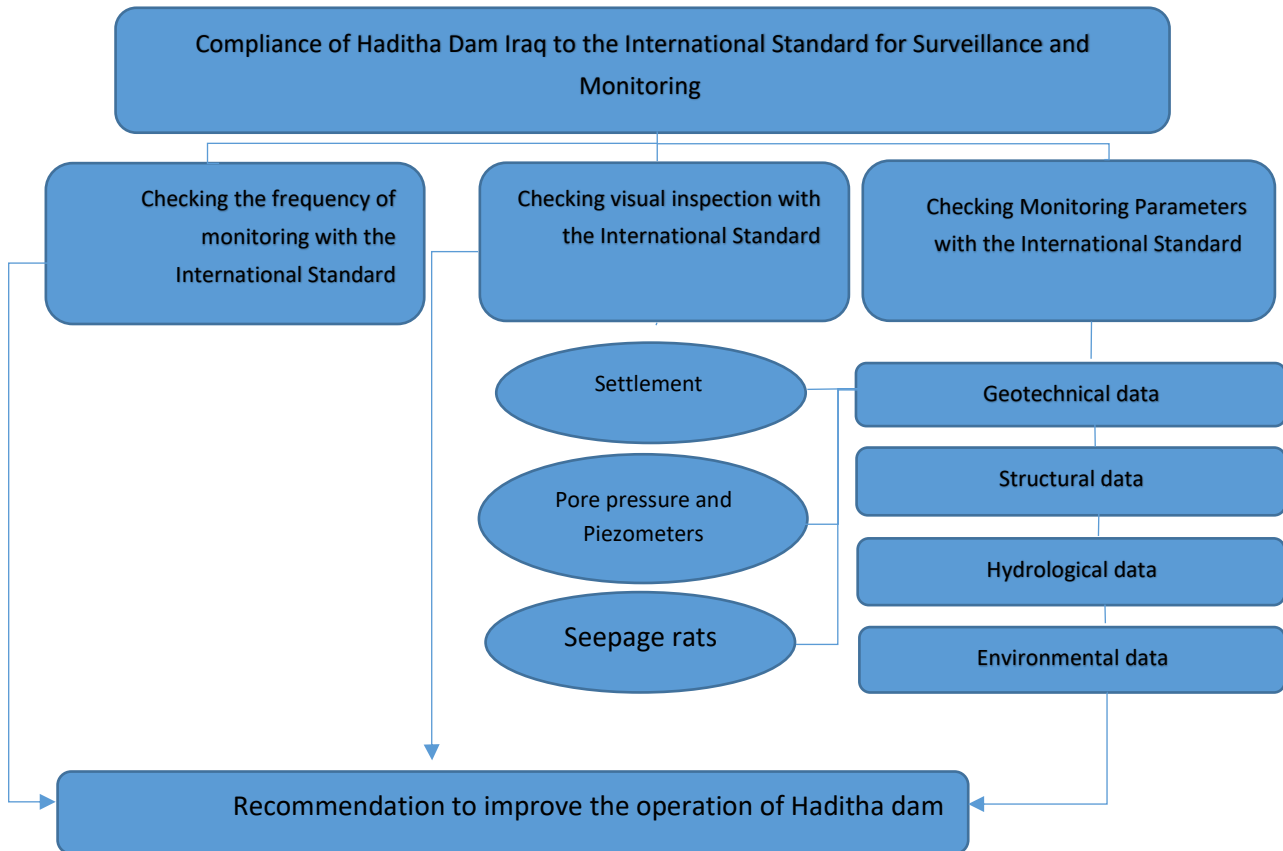 Compliance of Haditha Dam Iraq to the International Standard for Surveillance and
Monitoring
Checking the frequency of
monitoring with the
International Standard
Checking visual inspection with
the International Standard
Checking Monitoring Parameters
with the International Standard
Settlement
Geotechnical data
Structural data
Pore pressure and
Piezometers
Hydrological data
Seepage rats
Environmental data
Recommendation to improve the operation of Haditha dam